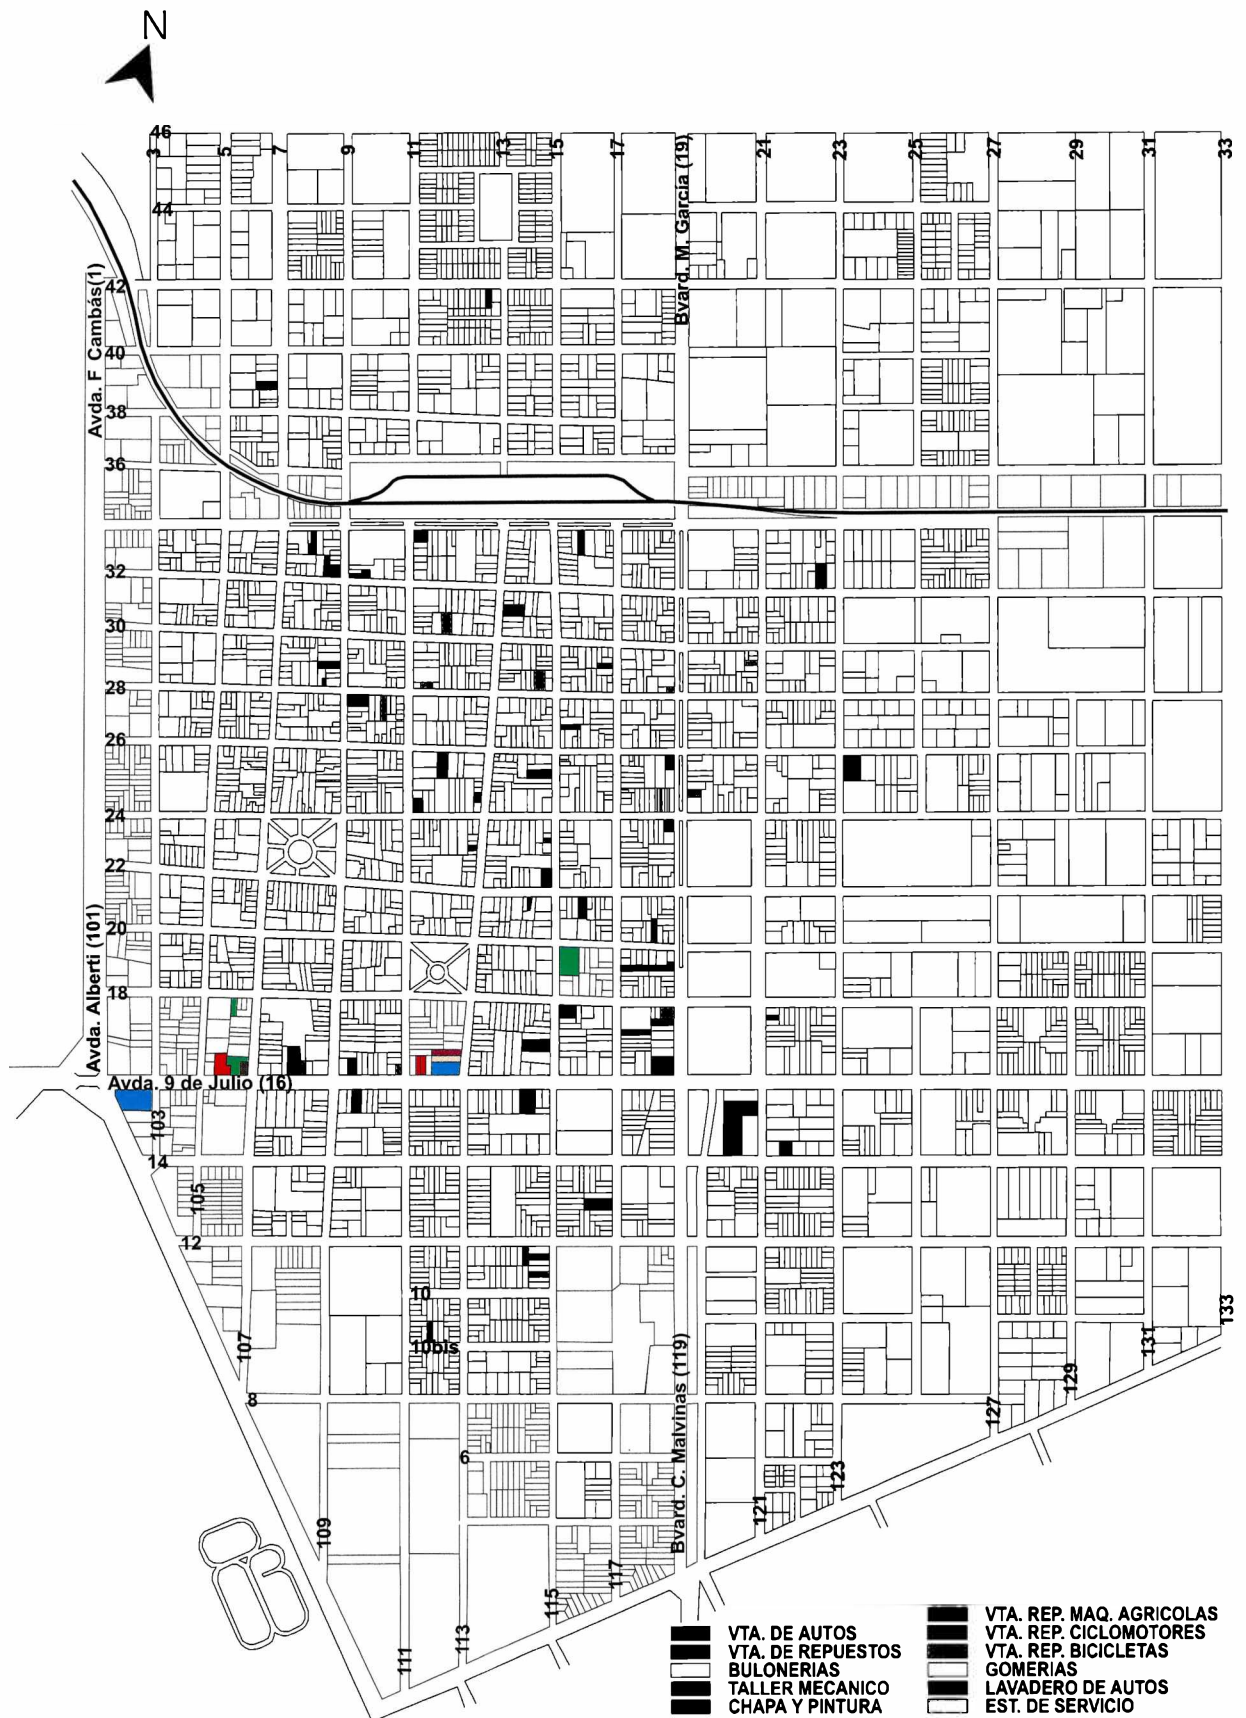 N
46
3
5
7
9
11
13
15
17
Bvard. M. García (19)
21
23
25
27
29
31
33
44
Avda. F Cambás(1)
42
40
38
36
32
30
28
26
24
22
20
Avda. Alberti (101)
18
Avda. 9 de Julio (16)
103
14
105
12
10
10bis
107
8
Bvard. C. Malvinas (119)
133
131
129
127
6
123
121
109
117
115
113
111
VTA. DE AUTOS
VTA. DE REPUESTOS
BULONERIAS
TALLER MECANICO
CHAPA Y PINTURA
VTA. REP. MAQ. AGRICOLAS
VTA. REP. CICLOMOTORES
VTA. REP. BICICLETAS
GOMERIAS
LAVADERO DE AUTOS
EST. DE SERVICIO